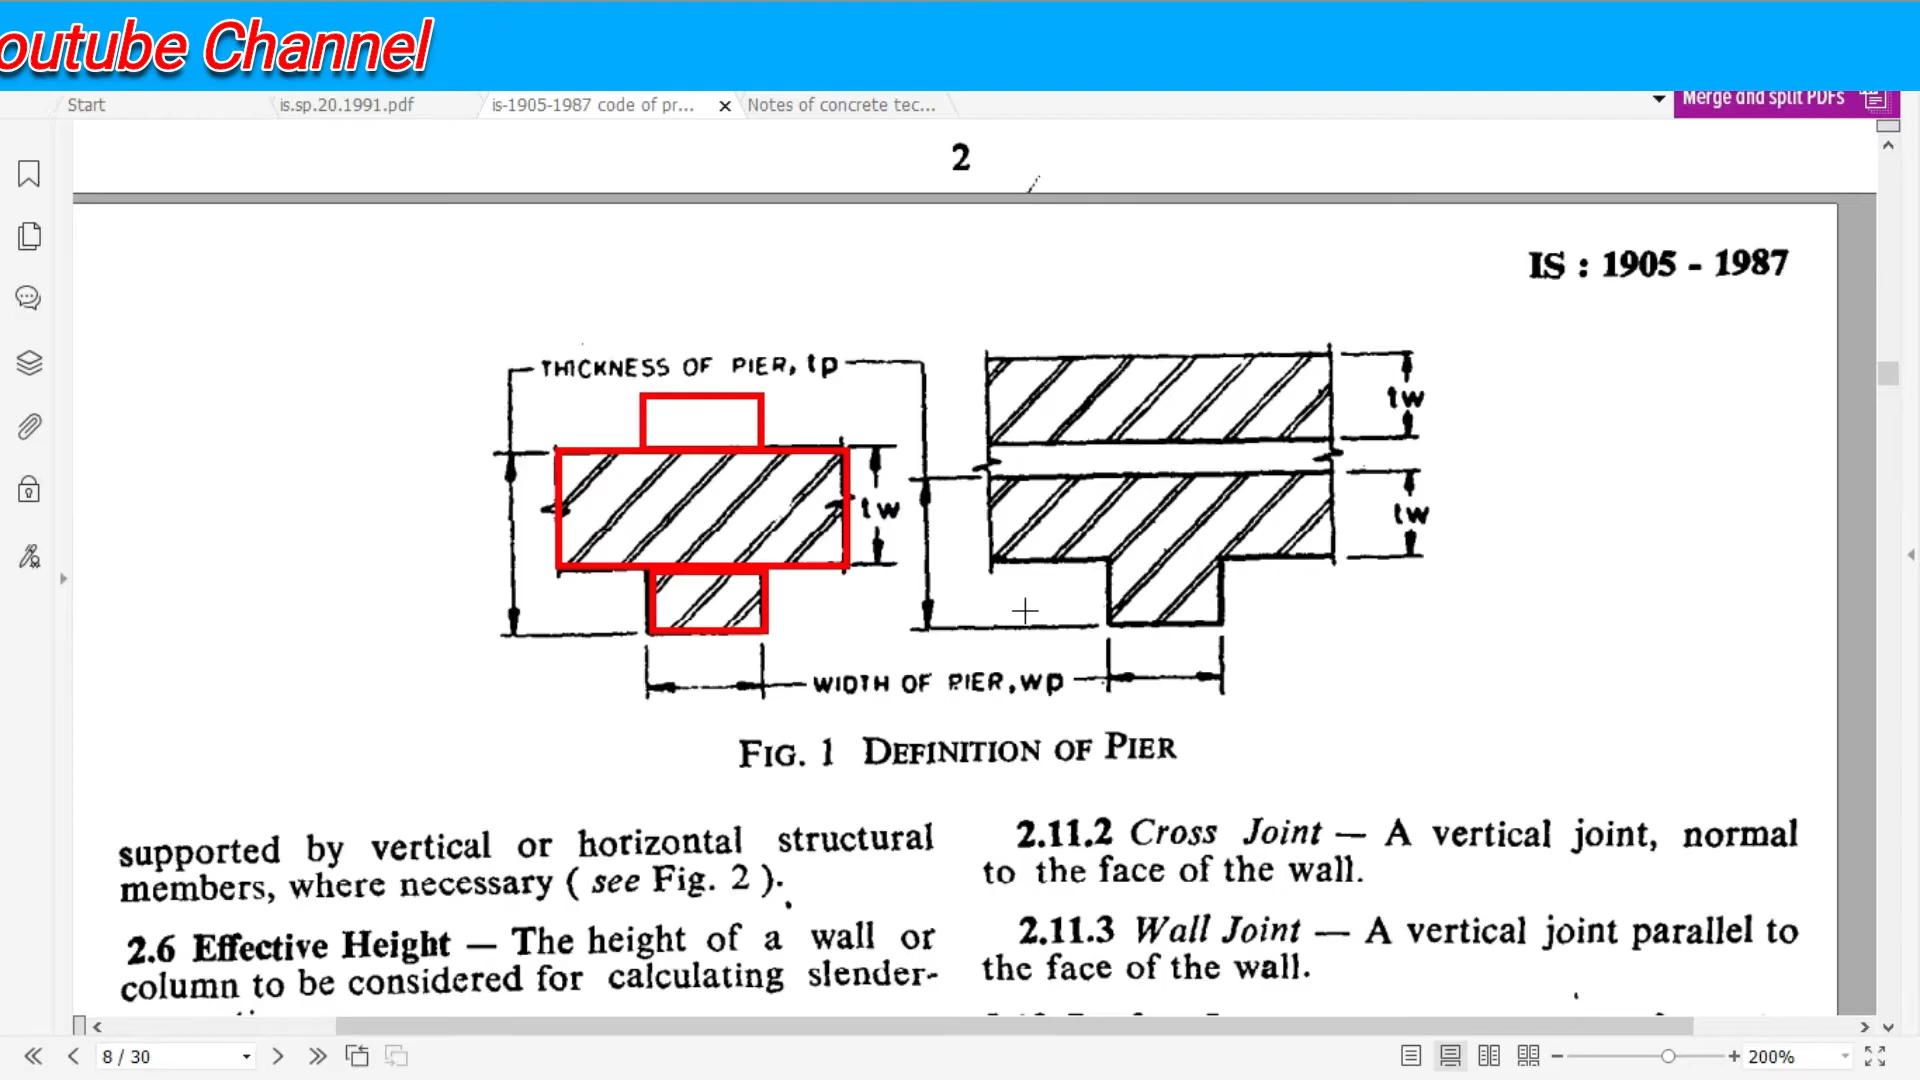 outube Channel
Start
is.sp.20.1991.pdf
is-1905-1987 code of pr...
Notes of concrete tec...
Merge and split PDFs
2
IS : 1905 - 1987
THICKNESS OF PIER, tp
tw
tw
tw
WIDTH OF PIER, wp
FIG. 1 DEFINITION OF PIER
supported by vertical or horizontal structural
members, where necessary ( see Fig. 2 ).
2.6 Effective Height — The height of a wall or
column to be considered for calculating slender-
2.11.2 Cross Joint — A vertical joint, normal
to the face of the wall.
2.11.3 Wall Joint — A vertical joint parallel to
the face of the wall.
8 / 30
200%